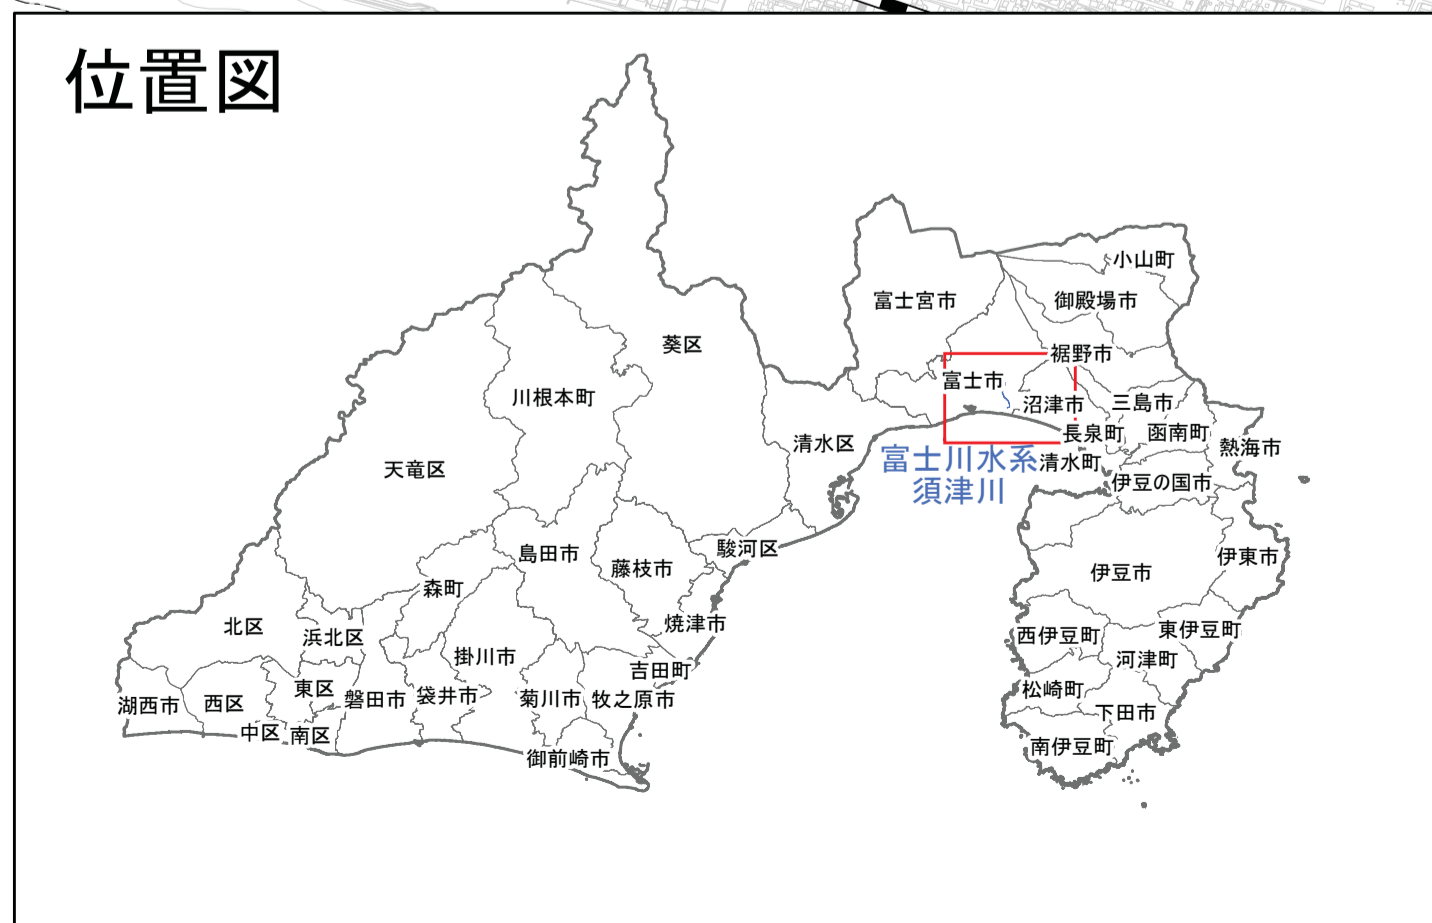 位置図
小山町
富士宮市
御殿場市
葵区
裾野市
富士市
川根本町
沼津市
三島市
長泉町
函南町
清水区
熱海市
富士川水系
須津川
清水町
天竜区
伊豆の国市
駿河区
島田市
藤枝市
伊東市
伊豆市
森町
焼津市
北区
浜北区
西伊豆町
東伊豆町
掛川市
河津町
吉田町
東区
松崎町
湖西市
西区
磐田市
袋井市
菊川市
牧之原市
下田市
中区
南区
南伊豆町
御前崎市